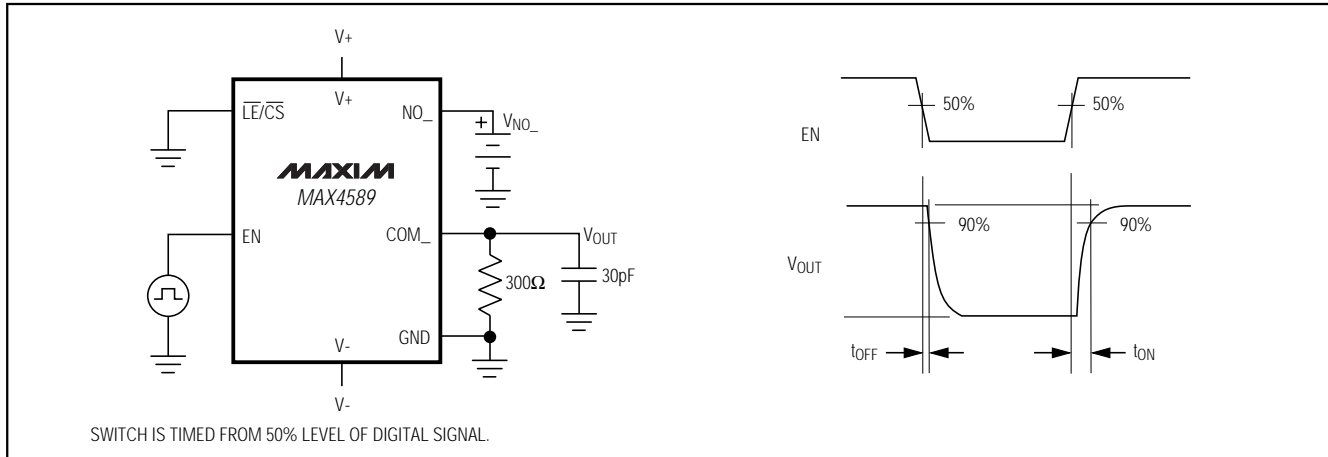 V+
V+
LE/CS
NO_
+
V_NO_
MAXIM
MAX4589
EN
COM_
V_OUT
300Ω
30pF
GND
V-
V-
SWITCH IS TIMED FROM 50% LEVEL OF DIGITAL SIGNAL.
50%
50%
EN
90%
90%
V_OUT
t_OFF
t_ON